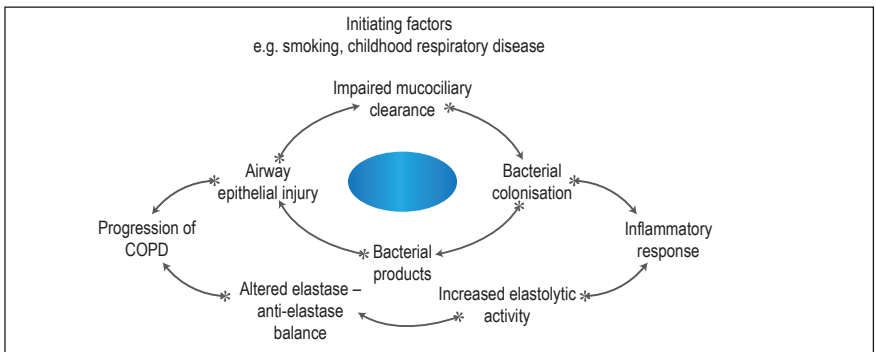 Initiating factors
e.g. smoking, childhood respiratory disease
Impaired mucociliary
clearance *
*
Airway
epithelial injury
*
Bacterial
colonisation *
*
Progression of
COPD
Inflammatory
response
* Bacterial
products
* Altered elastase –
anti-elastase
balance
Increased elastolytic *
activity
*